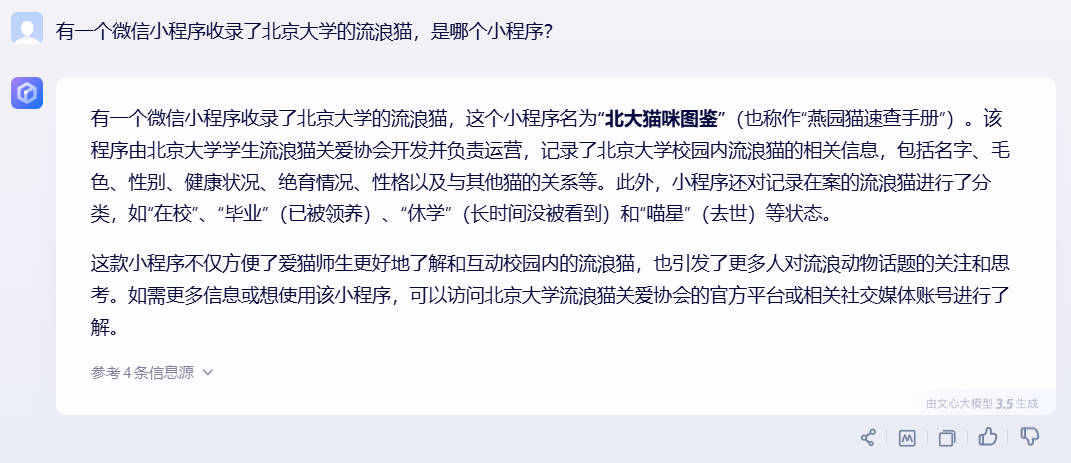 有一个微信小程序收录了北京大学的流浪猫，是哪个小程序？
有一个微信小程序收录了北京大学的流浪猫，这个小程序名为“北大猫咪图鉴”（也称作“燕园猫速查手册”）。该
程序由北京大学学生流浪猫关爱协会开发并负责运营，记录了北京大学校园内流浪猫的相关信息，包括名字、毛
色、性别、健康状况、绝育情况、性格以及与其他猫的关系等。此外，小程序还对记录在案的流浪猫进行了分
类，如“在校”、“毕业”（已被领养）、“休学”（长时间没被看到）和“喵星”（去世）等状态。
这款小程序不仅方便了爱猫师生更好地了解和互动校园内的流浪猫，也引发了更多人对流浪动物话题的关注和思
考。如需更多信息或想使用该小程序，可以访问北京大学流浪猫关爱协会的官方平台或相关社交媒体账号进行了
解。
参考4条信息源
由文心大模型 3.5 生成